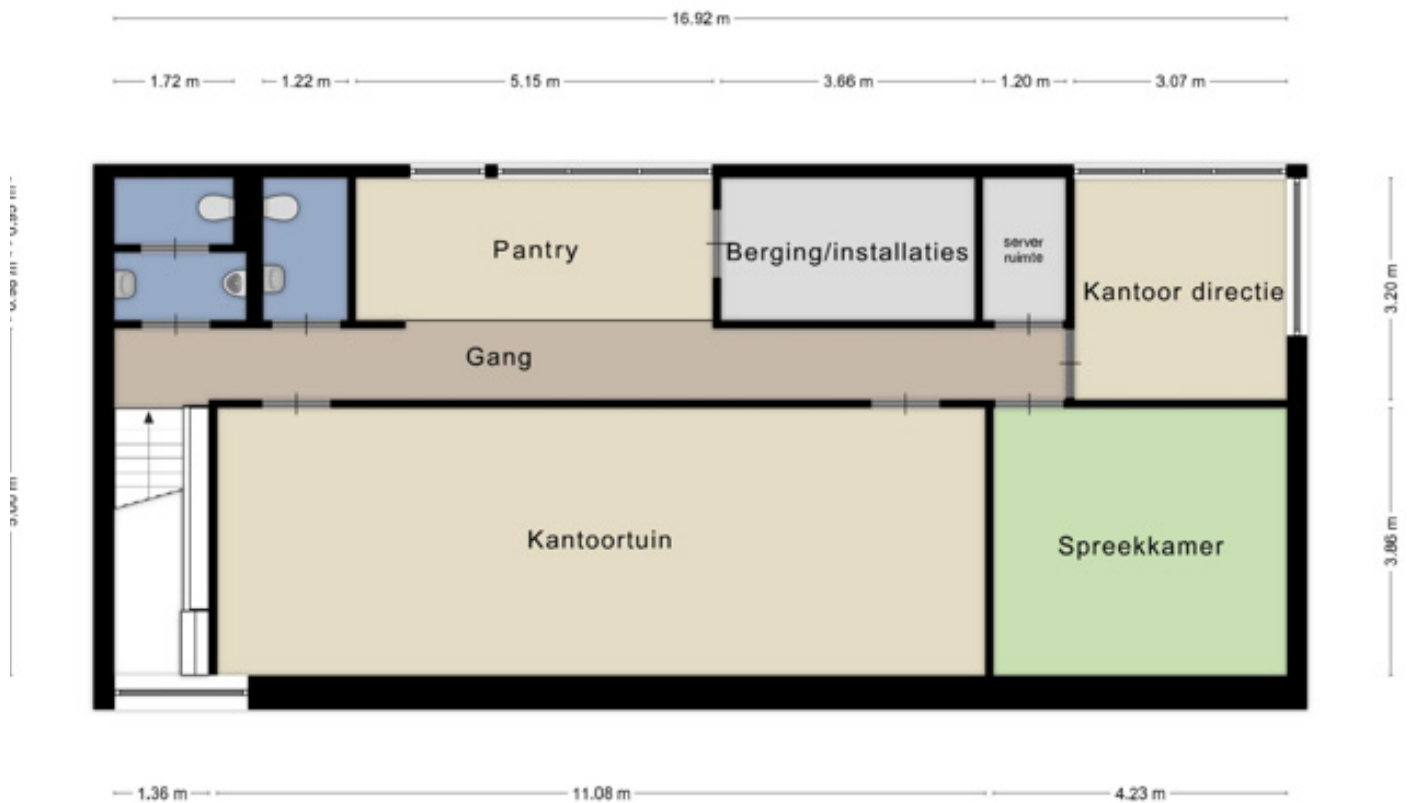 16.92 m
1.72 m
1.22 m
5.15 m
3.66 m
1.20 m
3.07 m
Pantry
Berging/installaties
server
ruimte
Kantoor directie
3.20 m
Gang
Kantoortuin
Spreekkamer
3.86 m
1.36 m
11.08 m
4.23 m